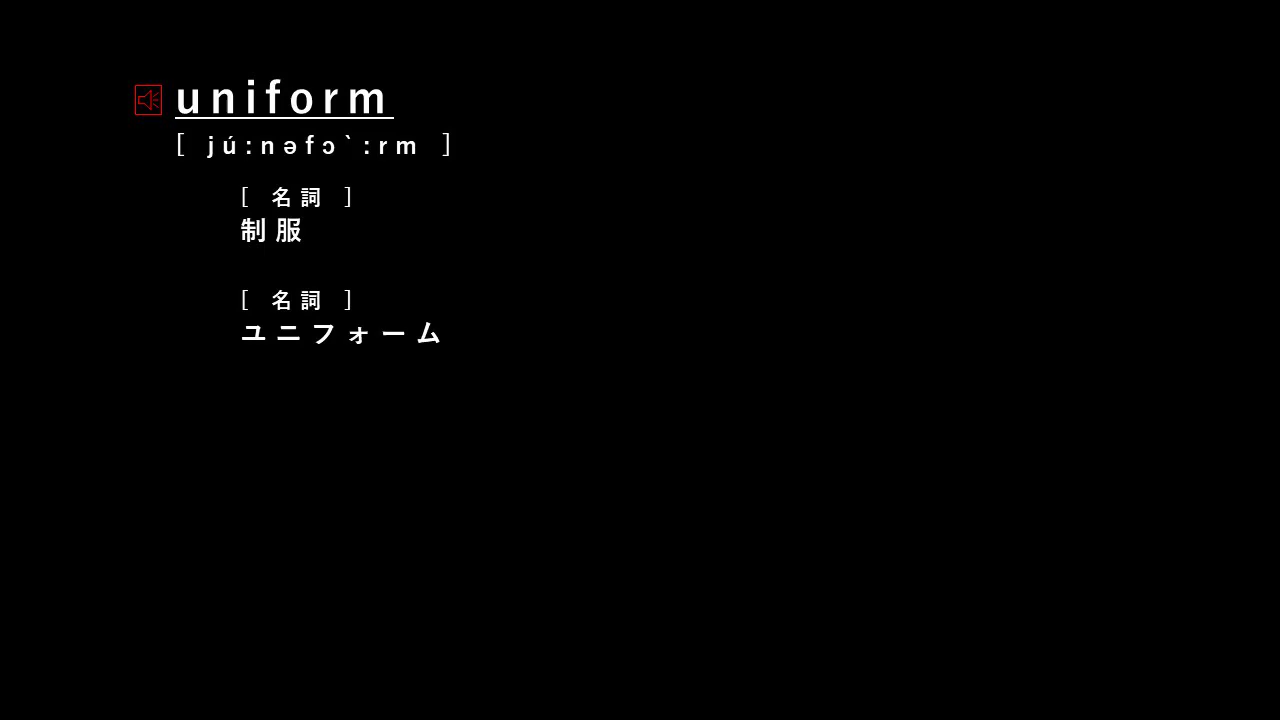 uniform
[ jú:nəfɔ`:rm ]
[ 名詞 ]
制服
[ 名詞 ]
ユニフォーム